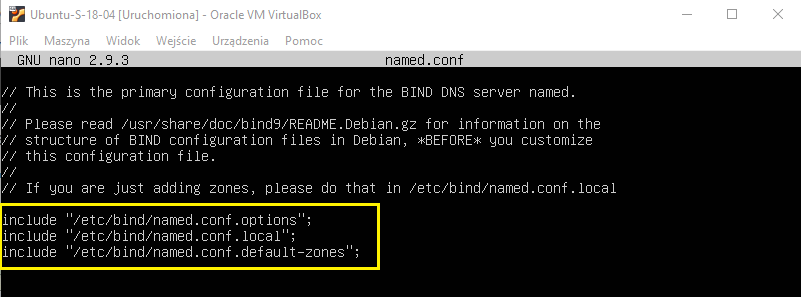 Ubuntu-S-18-04 [Uruchomiona] - Oracle VM VirtualBox
Plik Maszyna Widok Wejście Urządzenia Pomoc
GNU nano 2.9.3 named.conf
// This is the primary configuration file for the BIND DNS server named.
//
// Please read /usr/share/doc/bind9/README.Debian.gz for information on the
// structure of BIND configuration files in Debian, *BEFORE* you customize
// this configuration file.
//
// If you are just adding zones, please do that in /etc/bind/named.conf.local
include "/etc/bind/named.conf.options";
include "/etc/bind/named.conf.local";
include "/etc/bind/named.conf.default-zones";